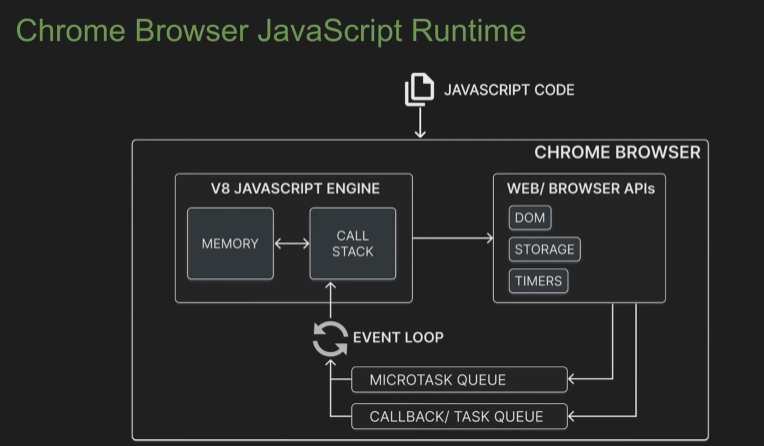 Chrome Browser JavaScript Runtime
JAVASCRIPT CODE
CHROME BROWSER
V8 JAVASCRIPT ENGINE
MEMORY
CALL
STACK
WEB/ BROWSER APIs
DOM
STORAGE
TIMERS
EVENT LOOP
MICROTASK QUEUE
CALLBACK/ TASK QUEUE